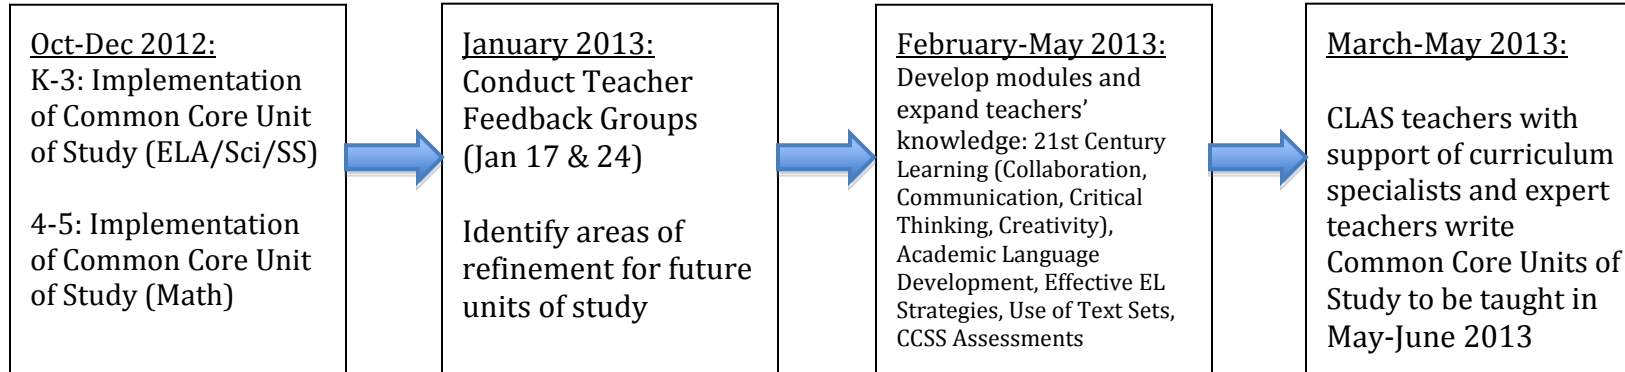 Oct-Dec 2012:
K-3: Implementation
of Common Core Unit
of Study (ELA/Sci/SS)
4-5: Implementation
of Common Core Unit
of Study (Math)
January 2013:
Conduct Teacher
Feedback Groups
(Jan 17 & 24)
Identify areas of
refinement for future
units of study
February-May 2013:
Develop modules and
expand teachers’
knowledge: 21st Century
Learning (Collaboration,
Communication, Critical
Thinking, Creativity),
Academic Language
Development, Effective EL
Strategies, Use of Text Sets,
CCSS Assessments
March-May 2013:
CLAS teachers with
support of curriculum
specialists and expert
teachers write
Common Core Units of
Study to be taught in
May-June 2013